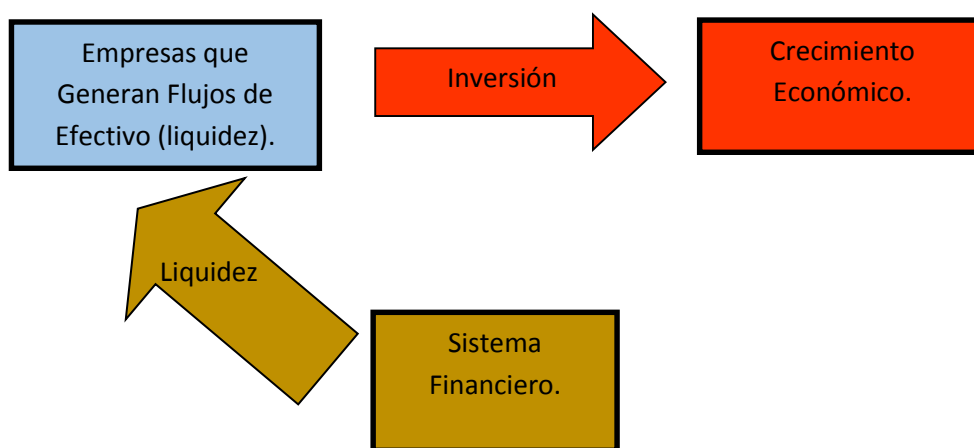 Empresas que
Generan Flujos de
Efectivo (liquidez).
Inversión
Crecimiento
Económico.
Liquidez
Sistema
Financiero.